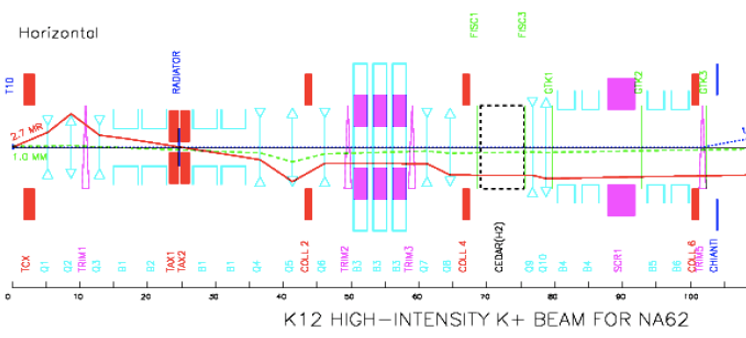 Horizontal
FISC1
FISC3
T10
RADIATOR
GTK1
GTK2
GTK3
2.7 MR
1.0 MM
TCX
Q1
Q2
TRIM1
Q3
B1
B2
TAX1
TAX2
B1
B1
Q4
Q5
COLL 2
Q6
TRIM2
B3
B3
B3
TRIM3
Q7
Q8
COLL 4
CEDAR(H2)
Q9
Q10
B4
B4
SCR1
B5
B6
COLL 6
TRIM5
CHIANTI
0 10 20 30 40 50 60 70 80 90 100
K12 HIGH-INTENSITY K+ BEAM FOR NA62